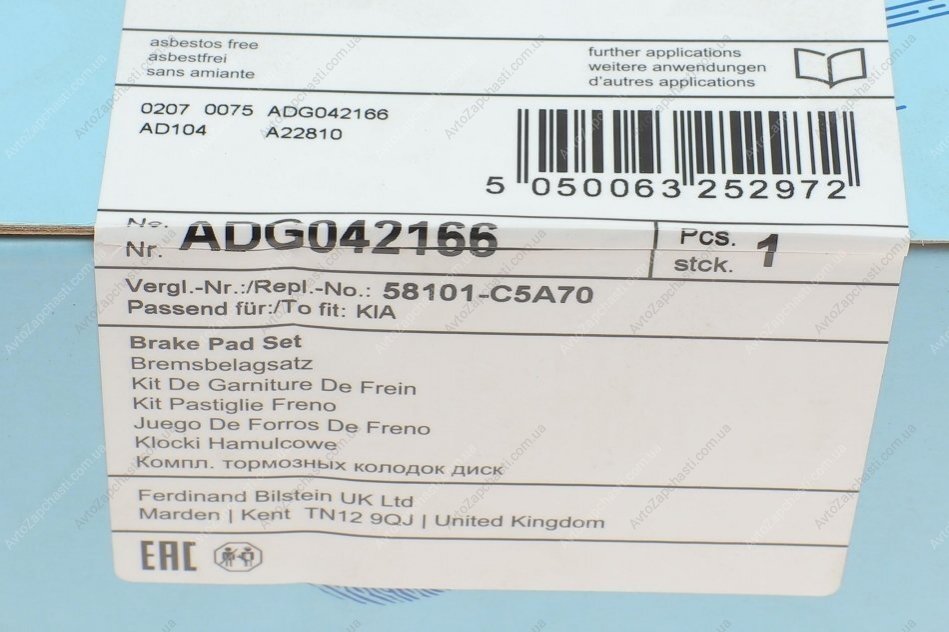 asbestos free
asbestfrei
sans amiante
further applications
weitere anwendungen
d'autres applications
0207 0075 ADG042166
AD104 A22810
5 050063 252972
No.
Nr. ADG042166
Pcs.
stck. 1
Vergl.-Nr.:/Repl.-No.: 58101-C5A70
Passend für:/To fit: KIA
Brake Pad Set
Bremsbelagsatz
Kit De Garniture De Frein
Kit Pastiglie Freno
Juego De Forros De Freno
Klocki Hamulcowe
Компл. тормозных колодок диск
Ferdinand Bilstein UK Ltd
Marden | Kent TN12 9QJ | United Kingdom
EAC
AvtoZapchasti.com.ua